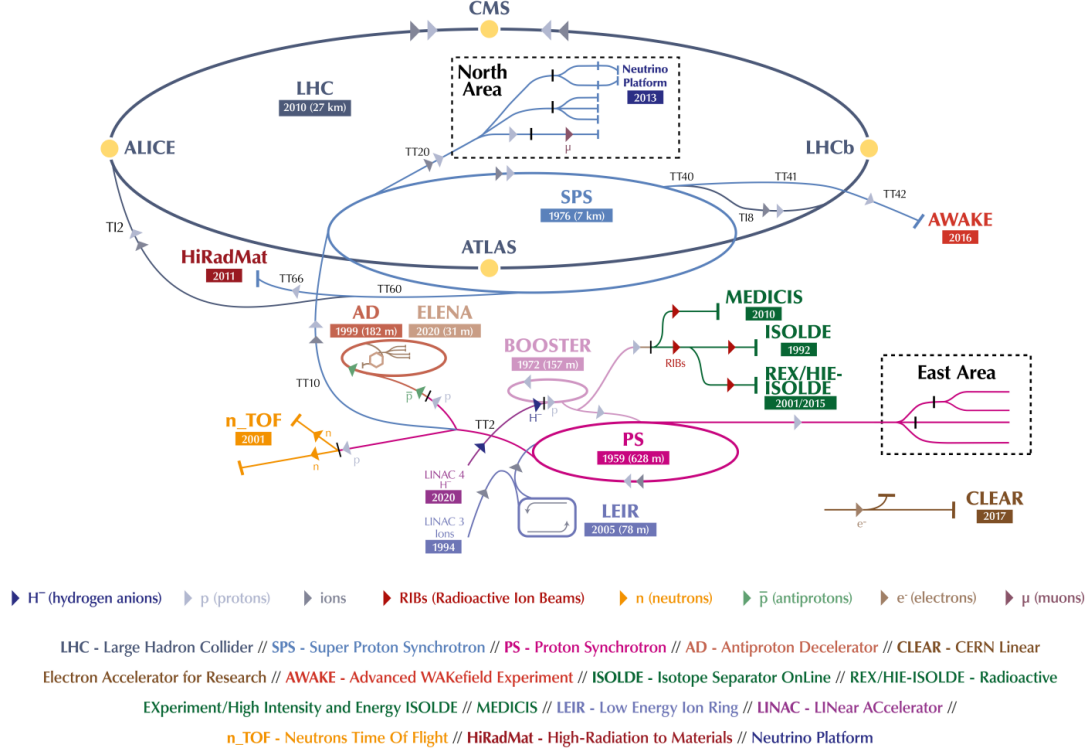 CMS
North
Area
Neutrino
Platform
2013
LHC
2010 (27 km)
μ
ALICE
LHCb
TT20
TT40
TT41
TT42
SPS
1976 (7 km)
TI8
AWAKE
2016
TI2
ATLAS
HiRadMat
2011
TT66
TT60
AD
1999 (182 m)
ELENA
2020 (31 m)
MEDICIS
2010
BOOSTER
1972 (157 m)
ISOLDE
1992
RIBs
REX/HIE-
ISOLDE
2001/2015
East Area
TT10
p̅
p
H⁻
p
n_TOF
2001
n
n
p
TT2
PS
1959 (628 m)
LINAC 4
H⁻
2020
LINAC 3
Ions
1994
LEIR
2005 (78 m)
CLEAR
2017
e⁻
H⁻ (hydrogen anions) p (protons) ions RIBs (Radioactive Ion Beams) n (neutrons) p̅ (antiprotons) e⁻ (electrons) μ (muons)
LHC - Large Hadron Collider // SPS - Super Proton Synchrotron // PS - Proton Synchrotron // AD - Antiproton Decelerator // CLEAR - CERN Linear
Electron Accelerator for Research // AWAKE - Advanced WAKefield Experiment // ISOLDE - Isotope Separator OnLine // REX/HIE-ISOLDE - Radioactive
EXperiment/High Intensity and Energy ISOLDE // MEDICIS // LEIR - Low Energy Ion Ring // LINAC - LINear ACcelerator //
n_TOF - Neutrons Time Of Flight // HiRadMat - High-Radiation to Materials // Neutrino Platform